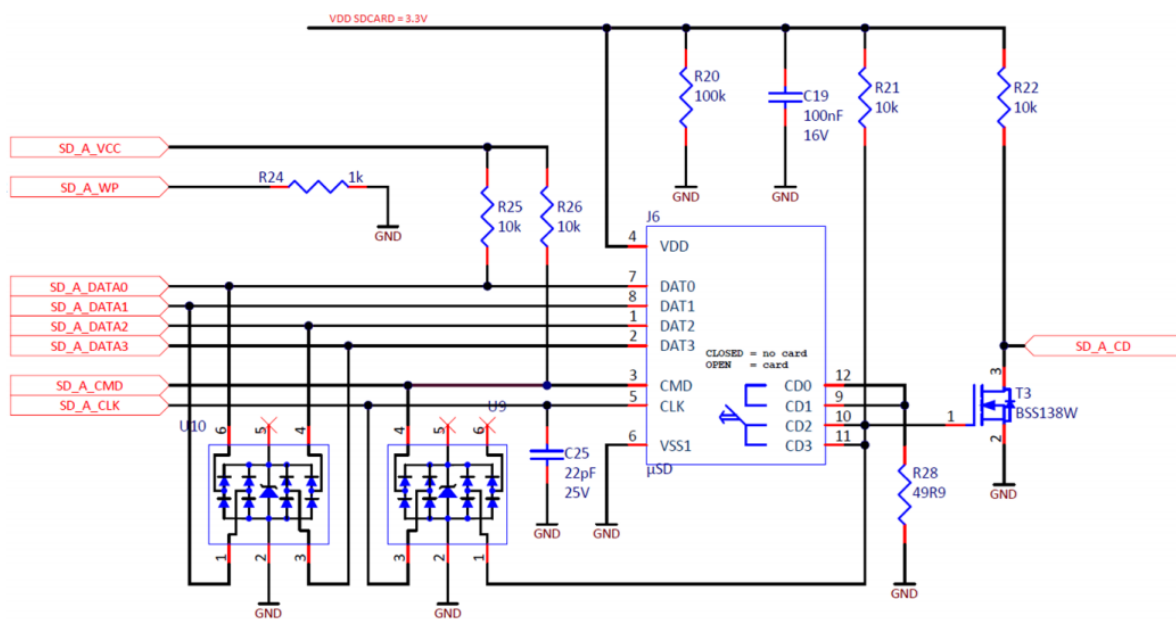 VDD SDCARD = 3.3V
R20
100k
C19
100nF
16V
R21
10k
R22
10k
SD_A_VCC
SD_A_WP
R24
1k
GND
R25
10k
R26
10k
GND
GND
J6
4
VDD
SD_A_DATA0
7
DAT0
SD_A_DATA1
8
DAT1
SD_A_DATA2
1
DAT2
SD_A_DATA3
2
DAT3
CLOSED = no card
OPEN = card
SD_A_CD
SD_A_CMD
3
CMD
CD0
12
SD_A_CLK
5
CLK
CD1
9
CD2
10
CD3
11
6
VSS1
µSD
3
T3
BSS138W
1
2
GND
U10
6
5
4
U9
4
5
6
C25
22pF
25V
R28
49R9
1
2
3
3
2
1
GND
GND
GND
GND
GND